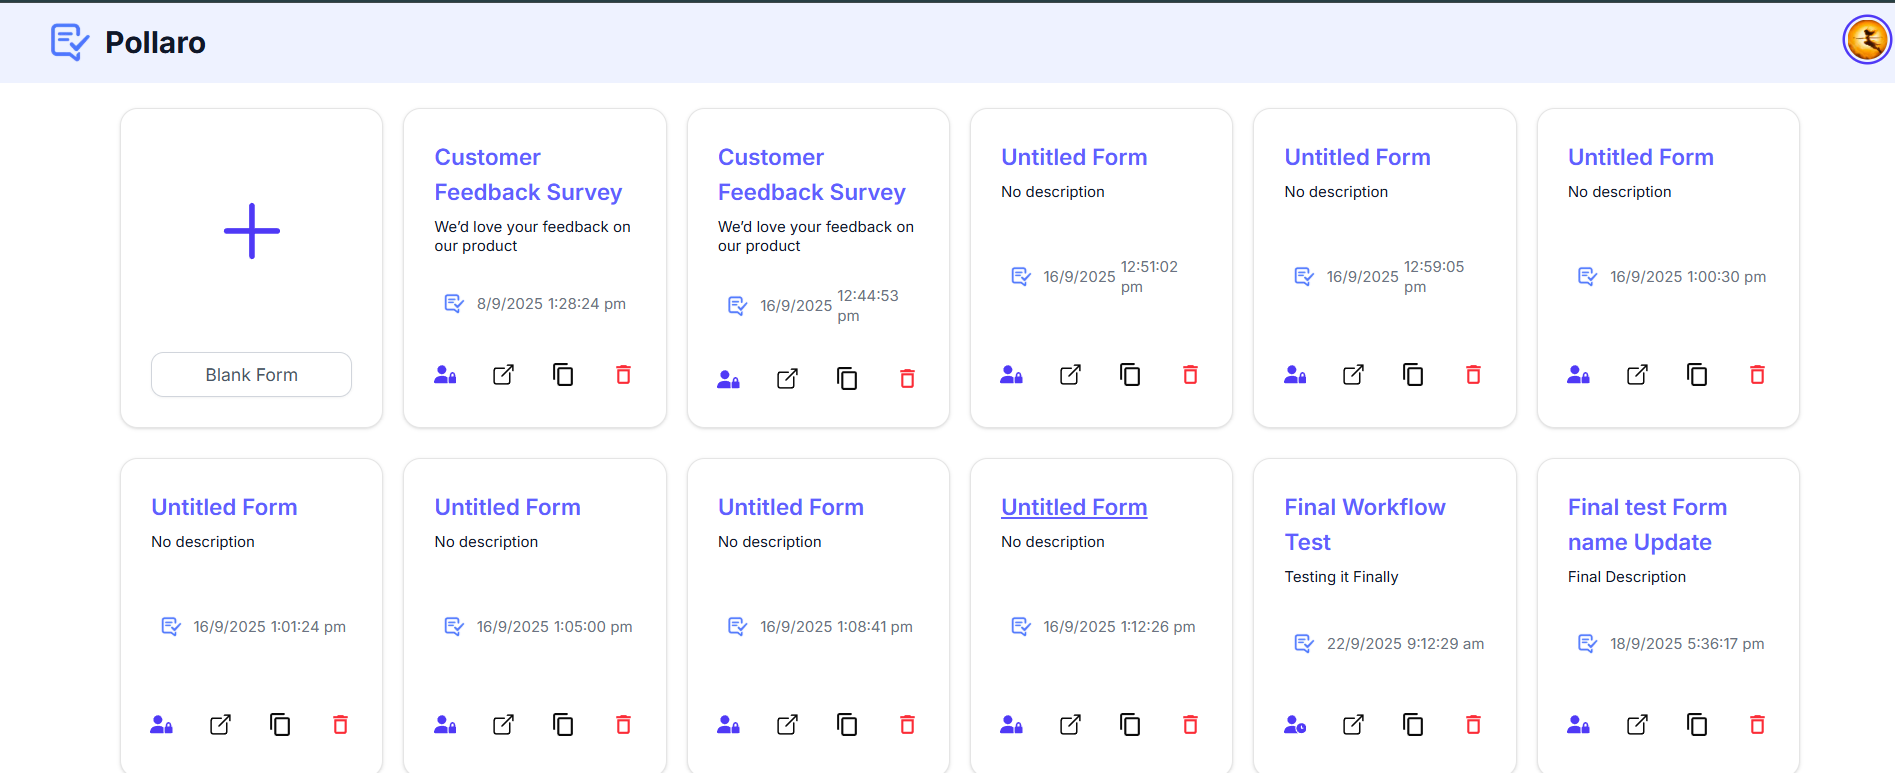 Pollaro
Blank Form
Customer
Feedback Survey
We’d love your feedback on
our product
8/9/2025 1:28:24 pm
Customer
Feedback Survey
We’d love your feedback on
our product
16/9/2025 12:44:53
pm
Untitled Form
No description
16/9/2025 12:51:02
pm
Untitled Form
No description
16/9/2025 12:59:05
pm
Untitled Form
No description
16/9/2025 1:00:30 pm
Untitled Form
No description
16/9/2025 1:01:24 pm
Untitled Form
No description
16/9/2025 1:05:00 pm
Untitled Form
No description
16/9/2025 1:08:41 pm
Untitled Form
No description
16/9/2025 1:12:26 pm
Final Workflow
Test
Testing it Finally
22/9/2025 9:12:29 am
Final test Form
name Update
Final Description
18/9/2025 5:36:17 pm